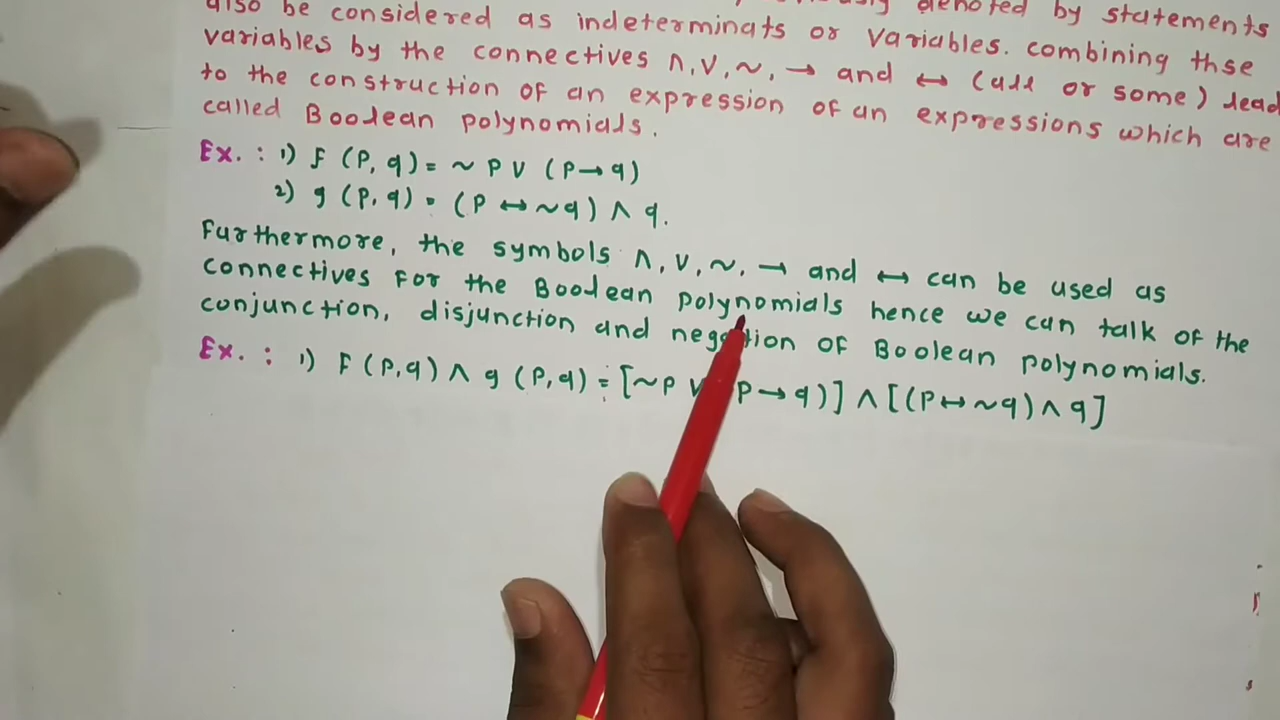 also be considered as indeterminats or variables. combining thse
variables by the connectives ∧, ∨, ~, → and ↔ (all or some) lead
to the construction of an expression of an expressions which are
called Boolean polynomials.
Ex. : 1) f (P, q) = ~ P ∨ (P → q)
2) g (P, q) = (P ↔ ~q) ∧ q.
Furthermore, the symbols ∧, ∨, ~, → and ↔ can be used as
connectives for the Boolean polynomials hence we can talk of the
conjunction, disjunction and negation of Boolean polynomials.
Ex. : 1) f (P, q) ∧ g (P, q) = [~P ∨ (P → q)] ∧ [(P ↔ ~q) ∧ q]